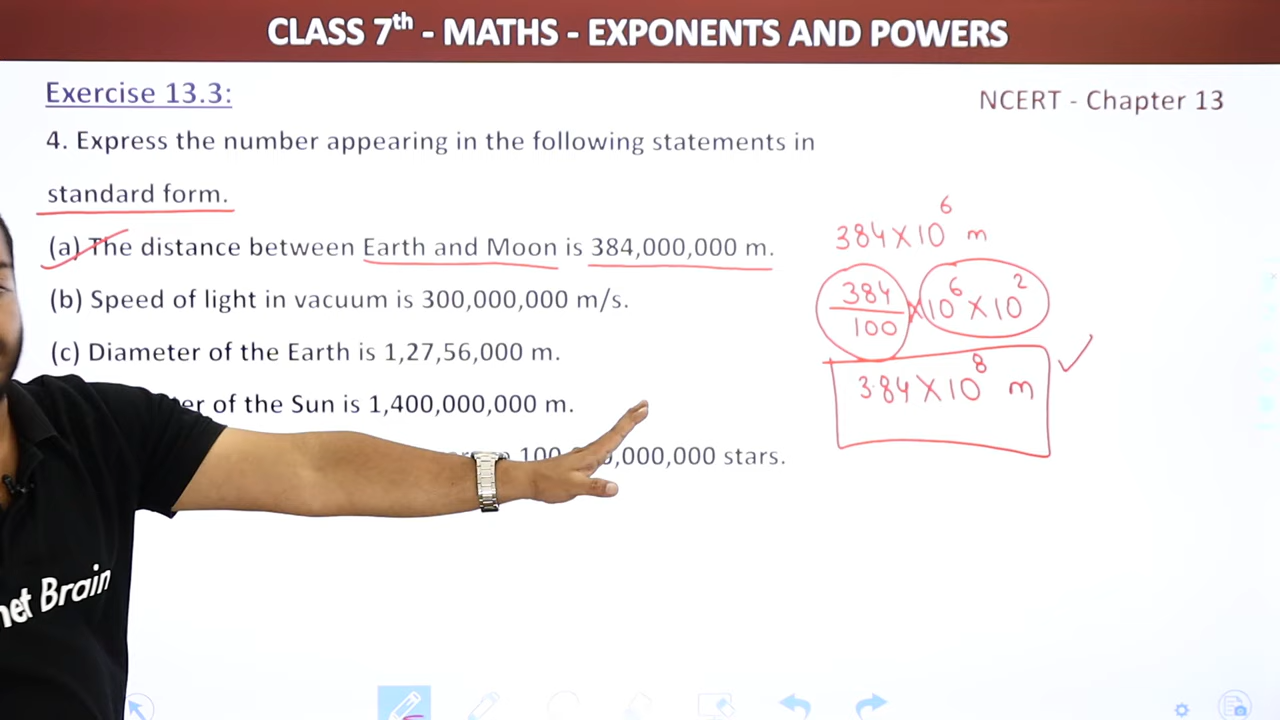 CLASS 7th - MATHS - EXPONENTS AND POWERS
Exercise 13.3:
NCERT - Chapter 13
4. Express the number appearing in the following statements in
standard form.
(a) The distance between Earth and Moon is 384,000,000 m.
(b) Speed of light in vacuum is 300,000,000 m/s.
(c) Diameter of the Earth is 1,27,56,000 m.
of the Sun is 1,400,000,000 m.
,000,000 stars.
384 × 10^6 m
384/100 × 10^6 × 10^2
3.84 × 10^8 m
Brain